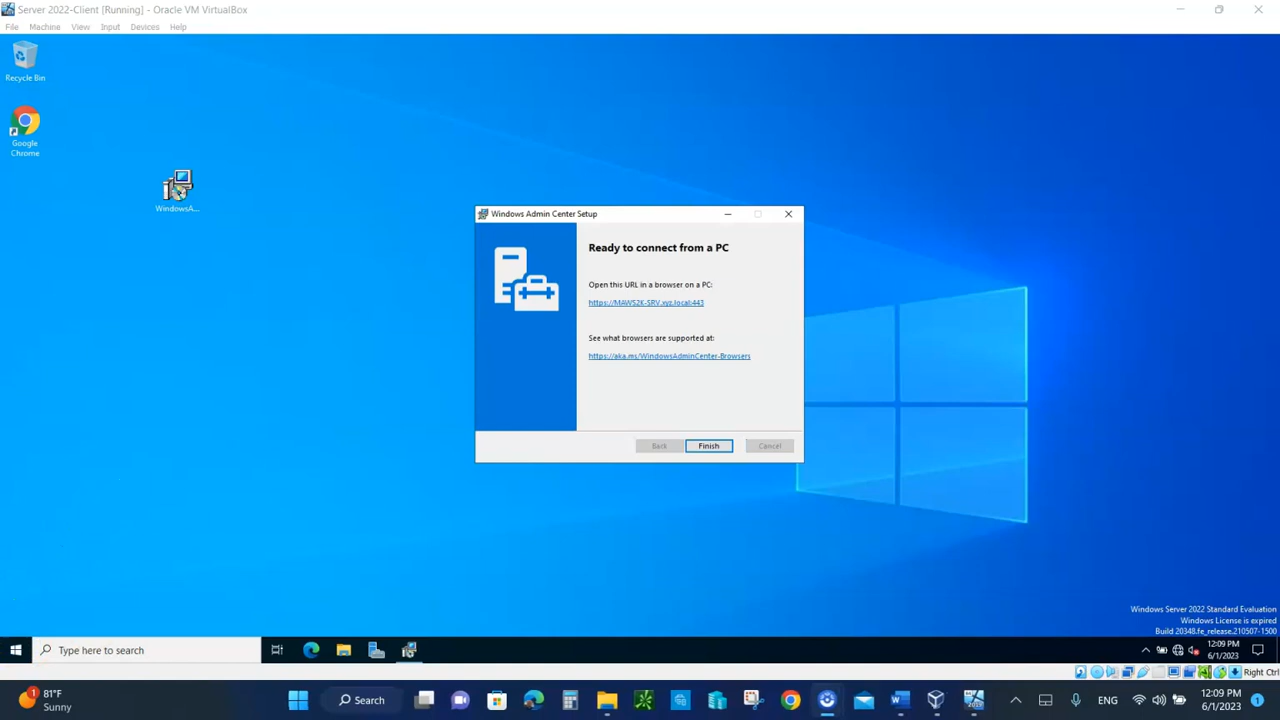 Server 2022-Client [Running] - Oracle VM VirtualBox
File Machine View Input Devices Help
Recycle Bin
Google
Chrome
WindowsA...
Windows Admin Center Setup
Ready to connect from a PC
Open this URL in a browser on a PC:
https://MAWS2K-SRV.xyz.local:443
See what browsers are supported at:
https://aka.ms/WindowsAdminCenter-Browsers
Back Finish Cancel
Windows Server 2022 Standard Evaluation
Windows License is expired
Build 20348.fe_release.210507-1500
Type here to search
12:09 PM
6/1/2023
Right Ctrl
1
81°F
Sunny
Search
ENG
12:09 PM
6/1/2023